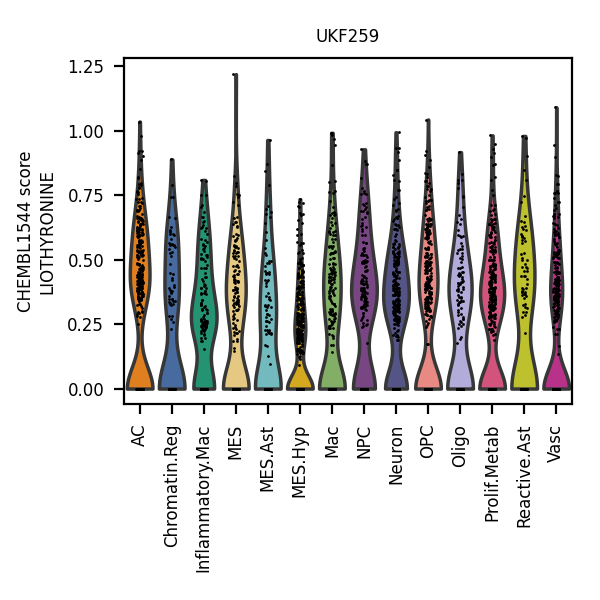 UKF259
CHEMBL1544 score
LIOTHYRONINE
1.25
1.00
0.75
0.50
0.25
0.00
AC
Chromatin.Reg
Inflammatory.Mac
MES
MES.Ast
MES.Hyp
Mac
NPC
Neuron
OPC
Oligo
Prolif.Metab
Reactive.Ast
Vasc